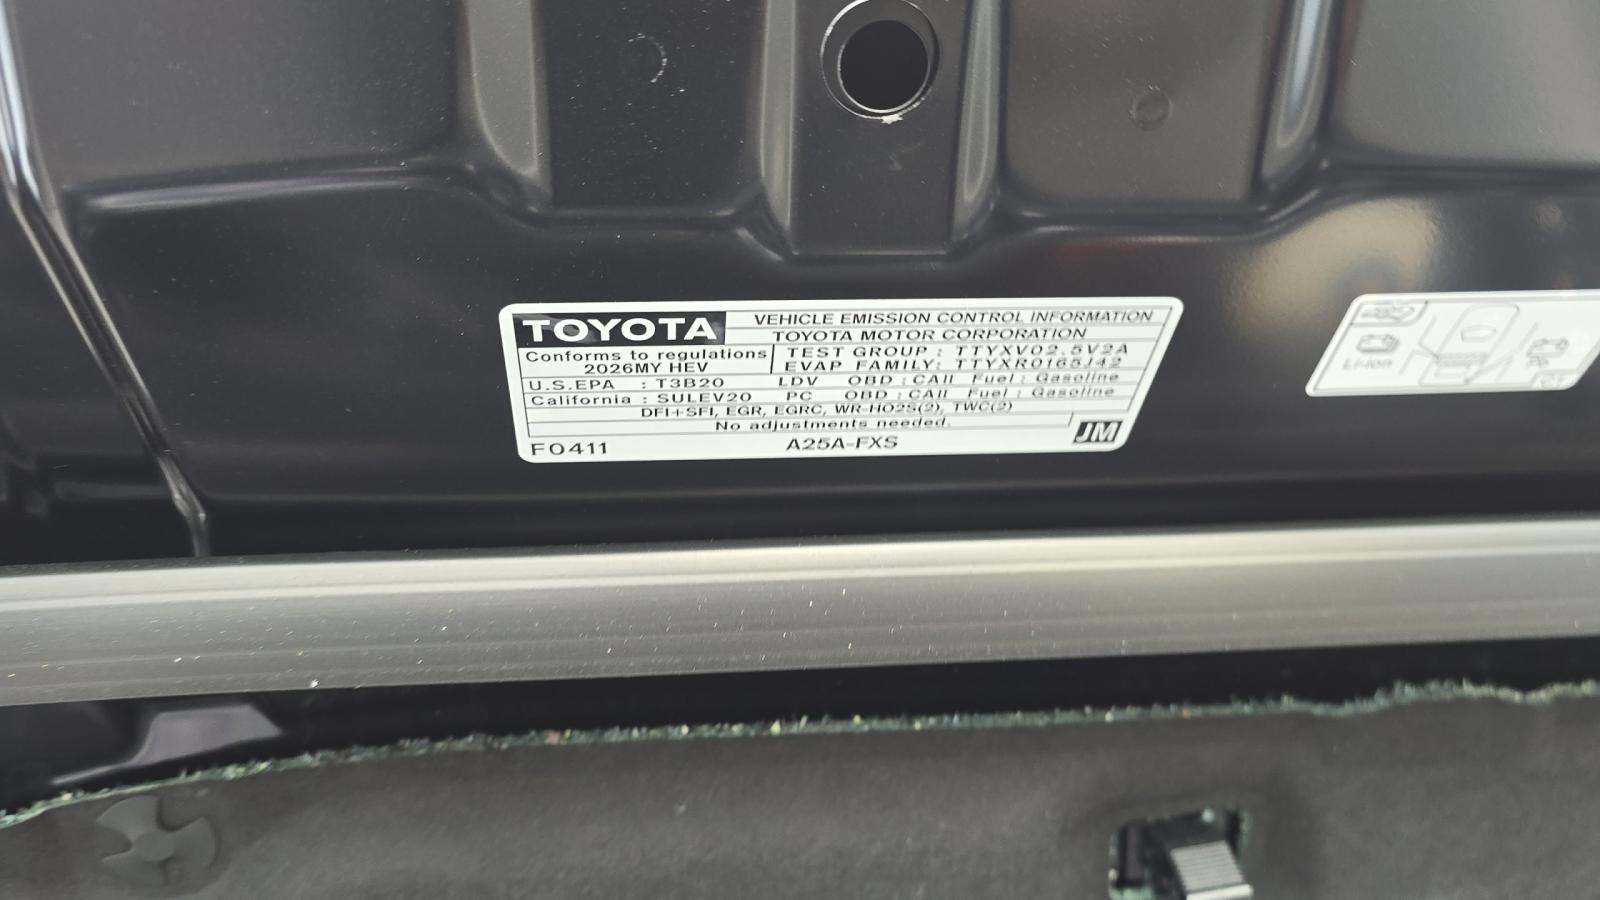 TOYOTA VEHICLE EMISSION CONTROL INFORMATION
TOYOTA MOTOR CORPORATION
Conforms to regulations
2026MY HEV
TEST GROUP : TTYXV02.5V2A
EVAP FAMILY: TTYXR0165J42
U.S.EPA : T3B20 LDV OBD : CAII Fuel : Gasoline
California : SULEV20 PC OBD : CAII Fuel : Gasoline
DFI+SFI, EGR, EGRC, WR-HO2S(2), TWC(2)
No adjustments needed.
F0411 A25A-FXS JM
Li-ion